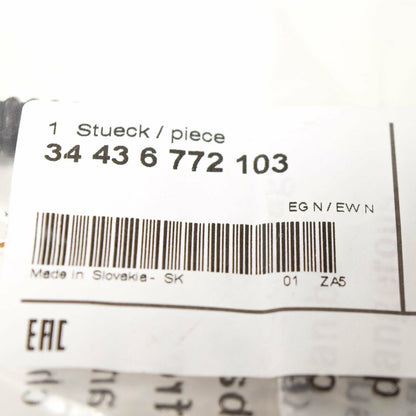 1 Stueck / piece
34 43 6 772 103
EG N / EW N
Made in Slovakia - SK 01 ZA5
EAC